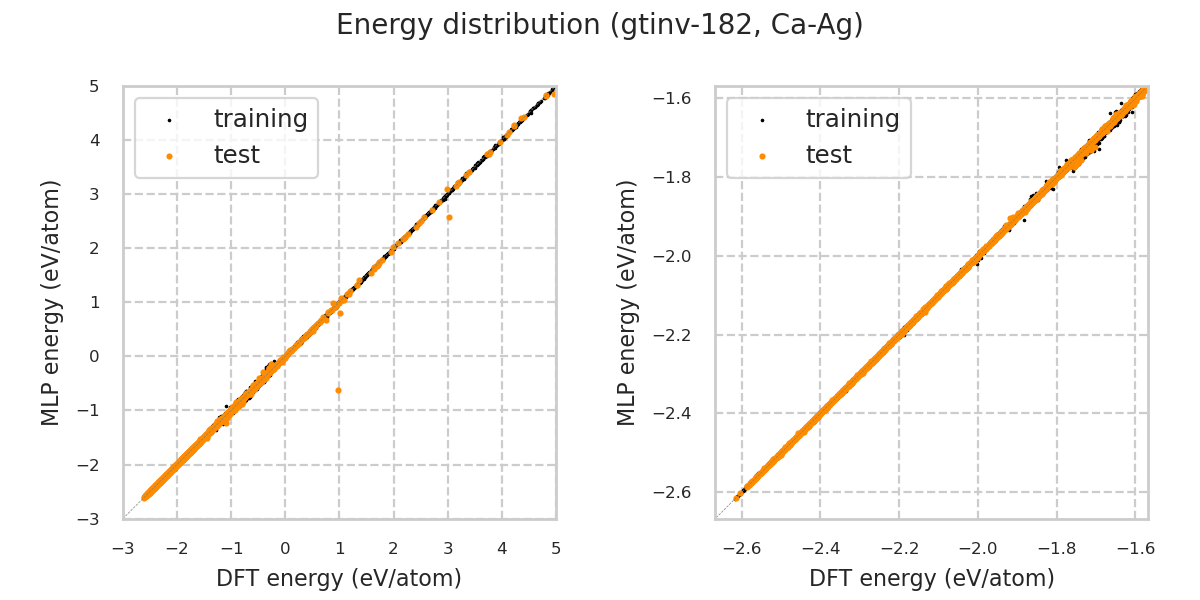 Energy distribution (gtinv-182, Ca-Ag)
training
test
5
4
3
2
1
0
−1
−2
−3
MLP energy (eV/atom)
−3 −2 −1 0 1 2 3 4 5
DFT energy (eV/atom)
training
test
−1.6
−1.8
−2.0
−2.2
−2.4
−2.6
MLP energy (eV/atom)
−2.6 −2.4 −2.2 −2.0 −1.8 −1.6
DFT energy (eV/atom)